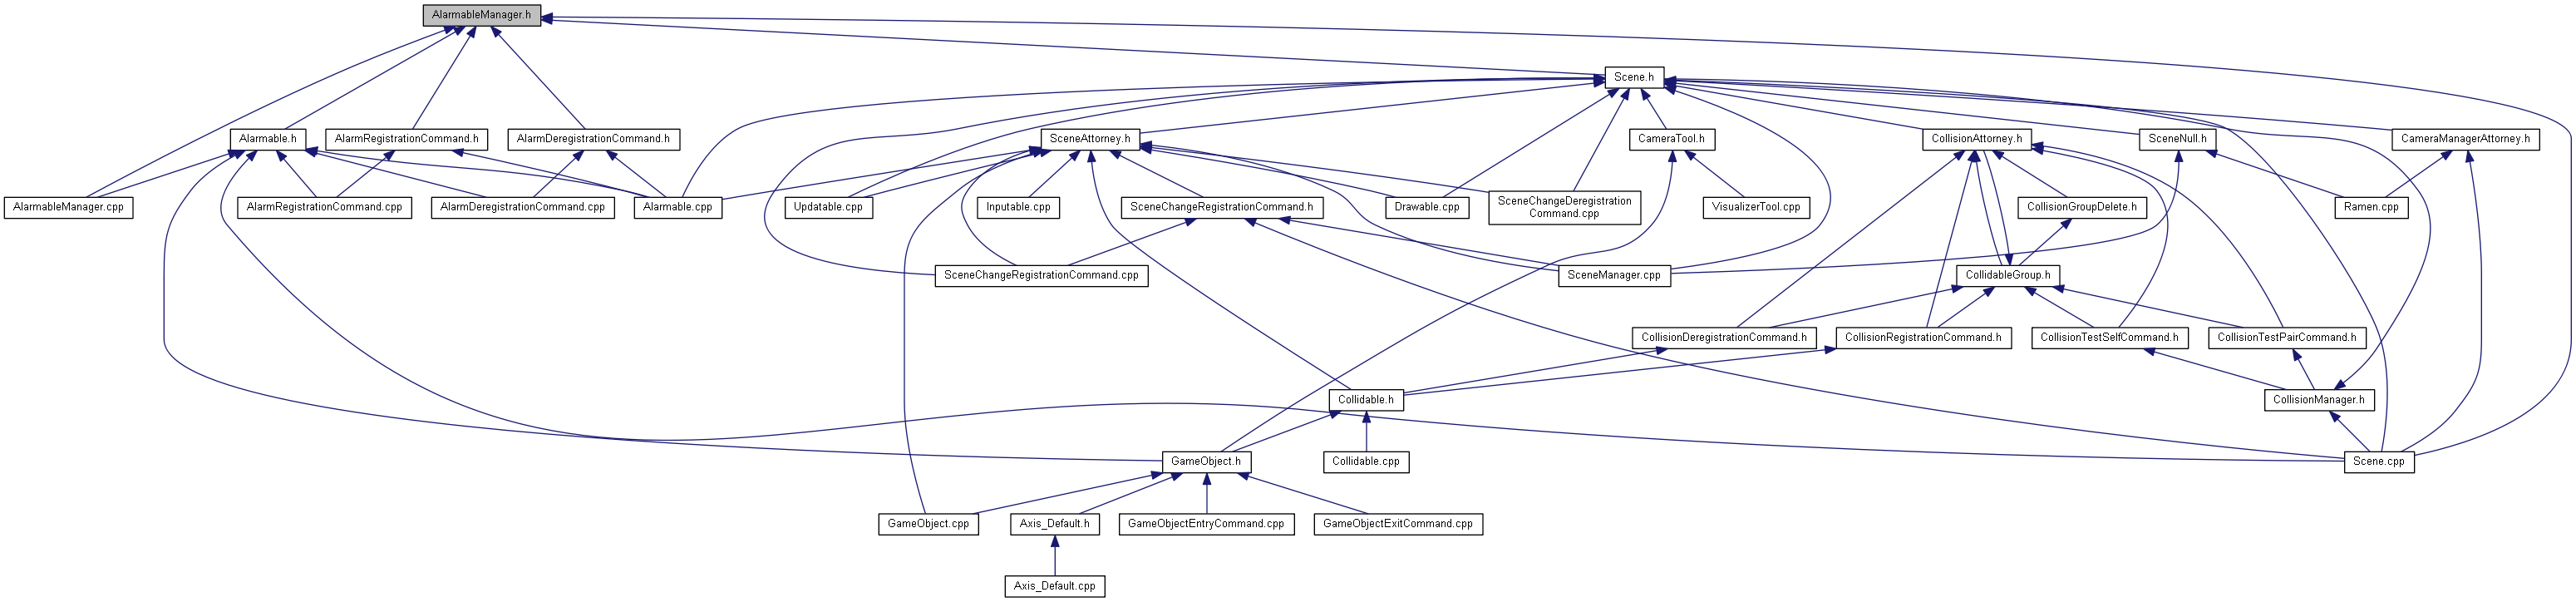 AlarmableManager.h
Scene.h
Alarmable.h
AlarmRegistrationCommand.h
AlarmDeregistrationCommand.h
SceneAttorney.h
CameraTool.h
CollisionAttorney.h
SceneNull.h
CameraManagerAttorney.h
AlarmableManager.cpp
AlarmRegistrationCommand.cpp
AlarmDeregistrationCommand.cpp
Alarmable.cpp
Updatable.cpp
Inputable.cpp
SceneChangeRegistrationCommand.h
Drawable.cpp
SceneChangeDeregistration
Command.cpp
VisualizerTool.cpp
CollisionGroupDelete.h
Ramen.cpp
SceneChangeRegistrationCommand.cpp
SceneManager.cpp
CollidableGroup.h
CollisionDeregistrationCommand.h
CollisionRegistrationCommand.h
CollisionTestSelfCommand.h
CollisionTestPairCommand.h
Collidable.h
CollisionManager.h
GameObject.h
Collidable.cpp
Scene.cpp
GameObject.cpp
Axis_Default.h
GameObjectEntryCommand.cpp
GameObjectExitCommand.cpp
Axis_Default.cpp